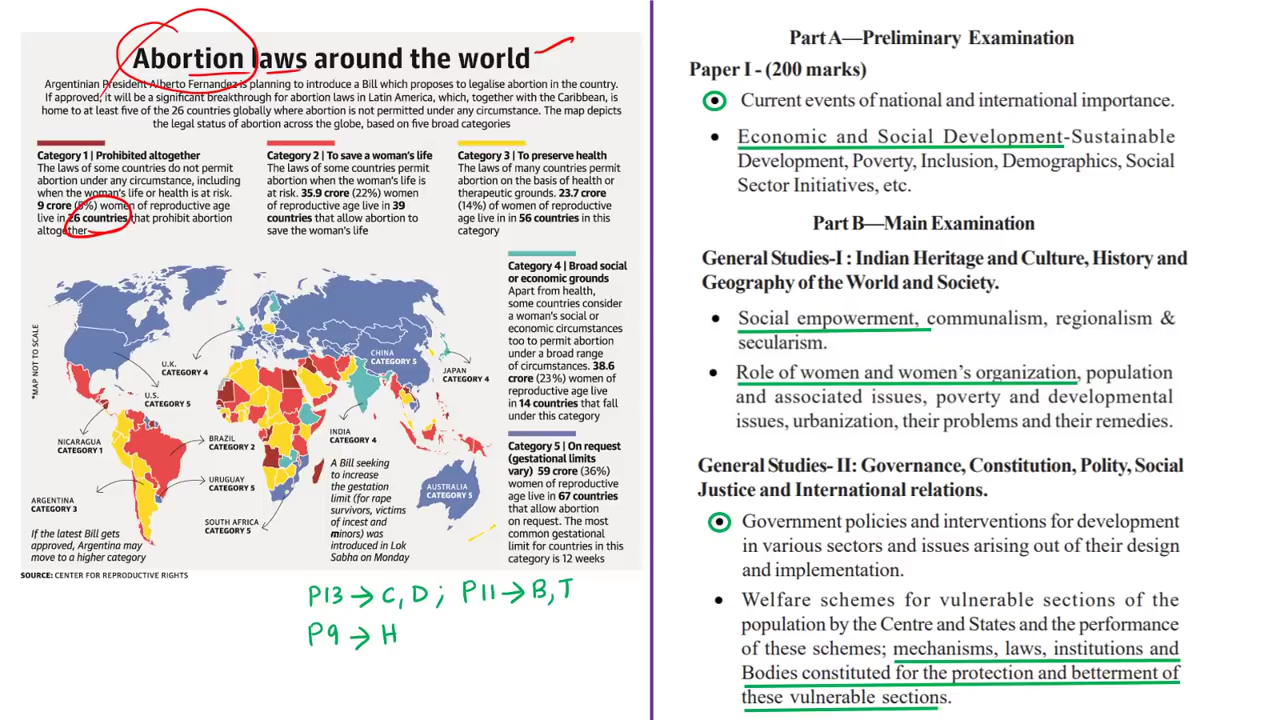 Abortion laws around the world
Argentinian President Alberto Fernandez is planning to introduce a Bill which proposes to legalise abortion in the country.
If approved, it will be a significant breakthrough for abortion laws in Latin America, which, together with the Caribbean, is
home to at least five of the 26 countries globally where abortion is not permitted under any circumstance. The map depicts
the legal status of abortion across the globe, based on five broad categories
Category 1 | Prohibited altogether
The laws of some countries do not permit
abortion under any circumstance, including
when the woman's life or health is at risk.
9 crore (5%) women of reproductive age
live in 26 countries that prohibit abortion
altogether
Category 2 | To save a woman's life
The laws of some countries permit
abortion when the woman's life is
at risk. 35.9 crore (22%) women
of reproductive age live in 39
countries that allow abortion to
save the woman's life
Category 3 | To preserve health
The laws of many countries permit
abortion on the basis of health or
therapeutic grounds. 23.7 crore
(14%) of women of reproductive
age live in in 56 countries in this
category
Category 4 | Broad social
or economic grounds
Apart from health,
some countries consider
a woman's social or
economic circumstances
too to permit abortion
under a broad range
of circumstances. 38.6
crore (23%) women of
reproductive age live
in 14 countries that fall
under this category
Category 5 | On request
(gestational limits
vary) 59 crore (36%)
women of reproductive
age live in 67 countries
that allow abortion
on request. The most
common gestational
limit for countries in this
category is 12 weeks
*MAP NOT TO SCALE
U.K.
CATEGORY 4
CHINA
CATEGORY 5
JAPAN
CATEGORY 4
U.S.
CATEGORY 5
NICARAGUA
CATEGORY 1
BRAZIL
CATEGORY 2
INDIA
CATEGORY 4
URUGUAY
CATEGORY 5
AUSTRALIA
CATEGORY 5
ARGENTINA
CATEGORY 3
SOUTH AFRICA
CATEGORY 5
If the latest Bill gets
approved, Argentina may
move to a higher category
A Bill seeking
to increase
the gestation
limit (for rape
survivors, victims
of incest and
minors) was
introduced in Lok
Sabha on Monday
SOURCE: CENTER FOR REPRODUCTIVE RIGHTS
P13 → C, D ; P11 → B, T
P9 → H
Part A—Preliminary Examination
Paper I - (200 marks)
Current events of national and international importance.
• Economic and Social Development-Sustainable
Development, Poverty, Inclusion, Demographics, Social
Sector Initiatives, etc.
Part B—Main Examination
General Studies-I : Indian Heritage and Culture, History and
Geography of the World and Society.
• Social empowerment, communalism, regionalism &
secularism.
• Role of women and women's organization, population
and associated issues, poverty and developmental
issues, urbanization, their problems and their remedies.
General Studies- II: Governance, Constitution, Polity, Social
Justice and International relations.
• Government policies and interventions for development
in various sectors and issues arising out of their design
and implementation.
• Welfare schemes for vulnerable sections of the
population by the Centre and States and the performance
of these schemes; mechanisms, laws, institutions and
Bodies constituted for the protection and betterment of
these vulnerable sections.